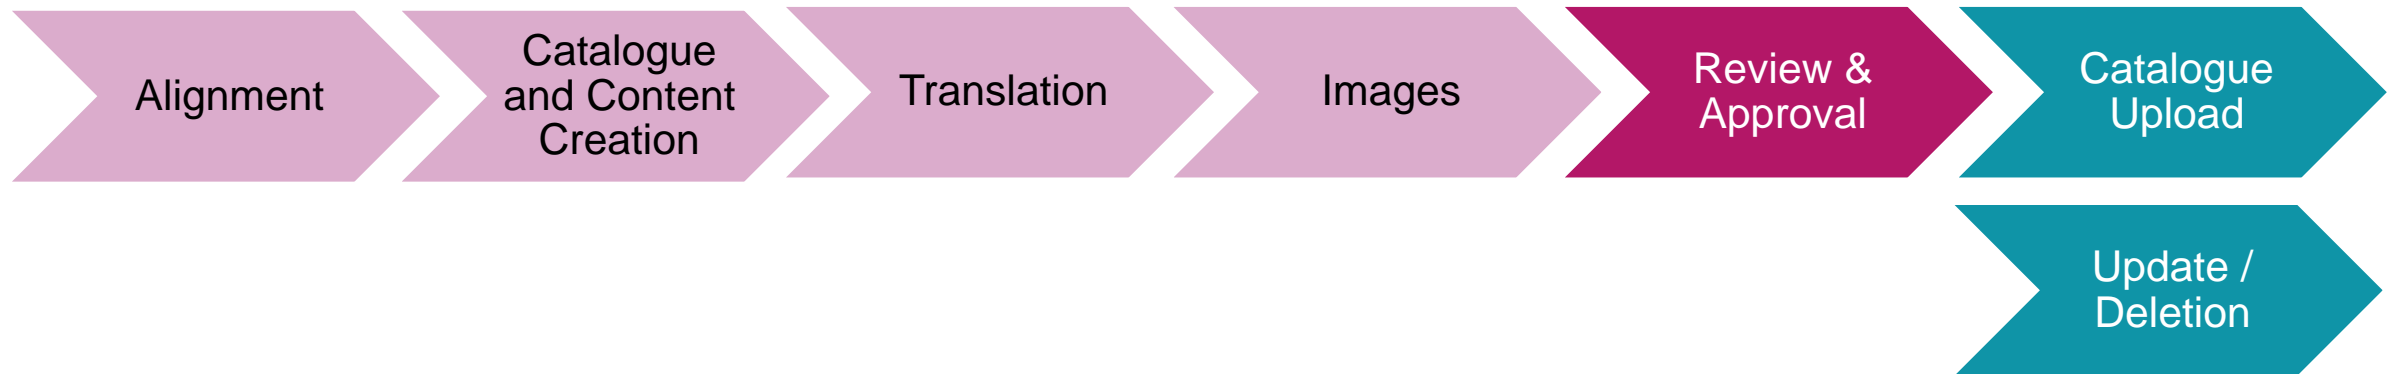 Alignment
Catalogue
and Content
Creation
Translation
Images
Review &
Approval
Catalogue
Upload
Update /
Deletion